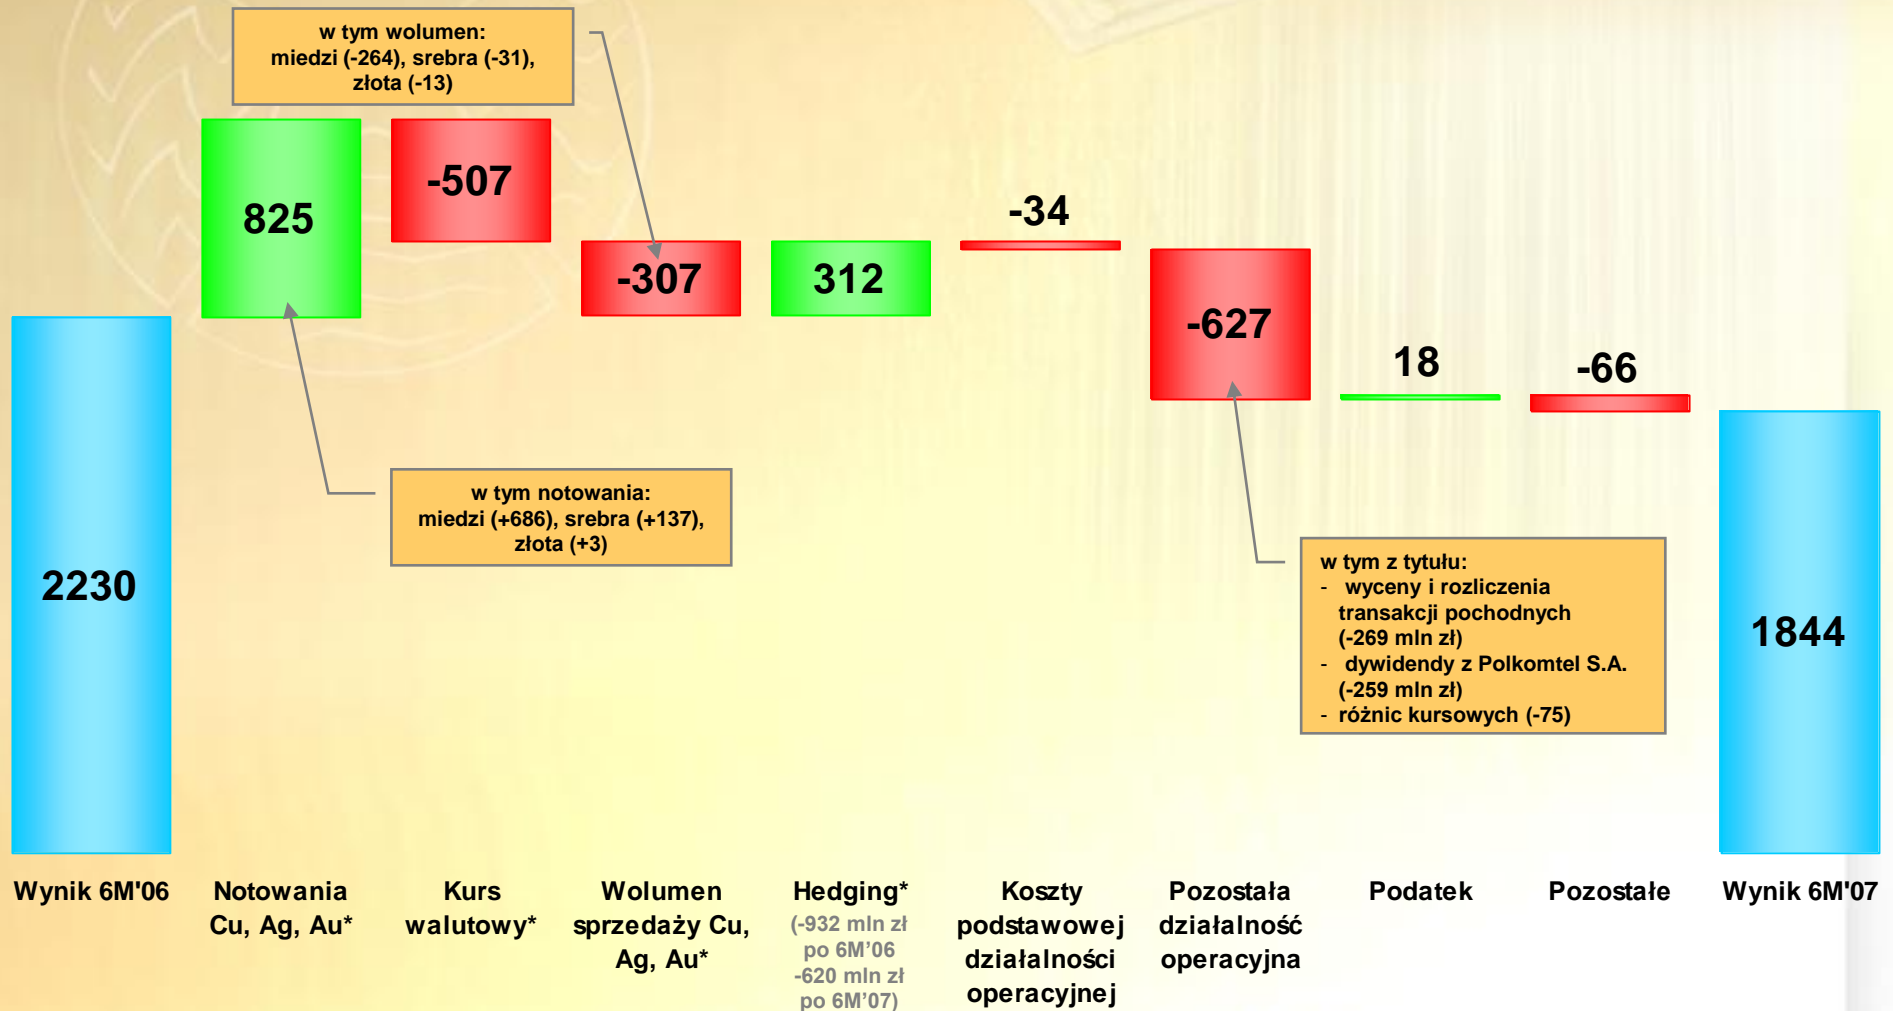 w tym wolumen:
miedzi (-264), srebra (-31),
złota (-13)
825
-507
-307
312
-34
-627
18
-66
2230
1844
w tym notowania:
miedzi (+686), srebra (+137),
złota (+3)
w tym z tytułu:
- wyceny i rozliczenia
transakcji pochodnych
(-269 mln zł)
- dywidendy z Polkomtel S.A.
(-259 mln zł)
- różnic kursowych (-75)
Wynik 6M'06
Notowania
Cu, Ag, Au*
Kurs
walutowy*
Wolumen
sprzedaży Cu,
Ag, Au*
Hedging*
(-932 mln zł
po 6M’06
-620 mln zł
po 6M’07)
Koszty
podstawowej
działalności
operacyjnej
Pozostała
działalność
operacyjna
Podatek
Pozostałe
Wynik 6M'07